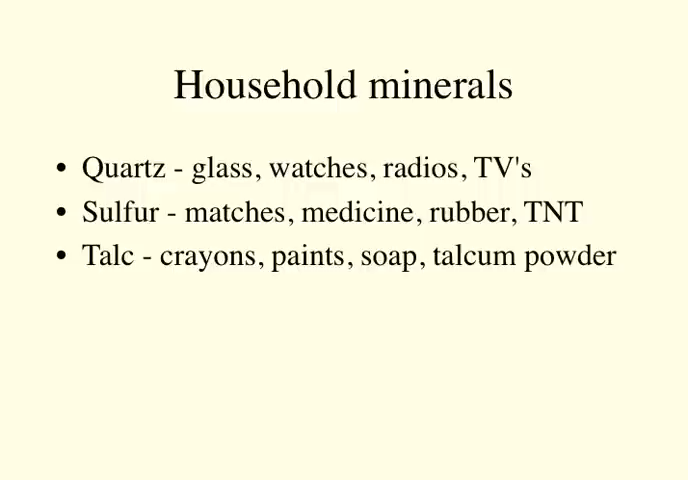 Household minerals
• Quartz - glass, watches, radios, TV's
• Sulfur - matches, medicine, rubber, TNT
• Talc - crayons, paints, soap, talcum powder